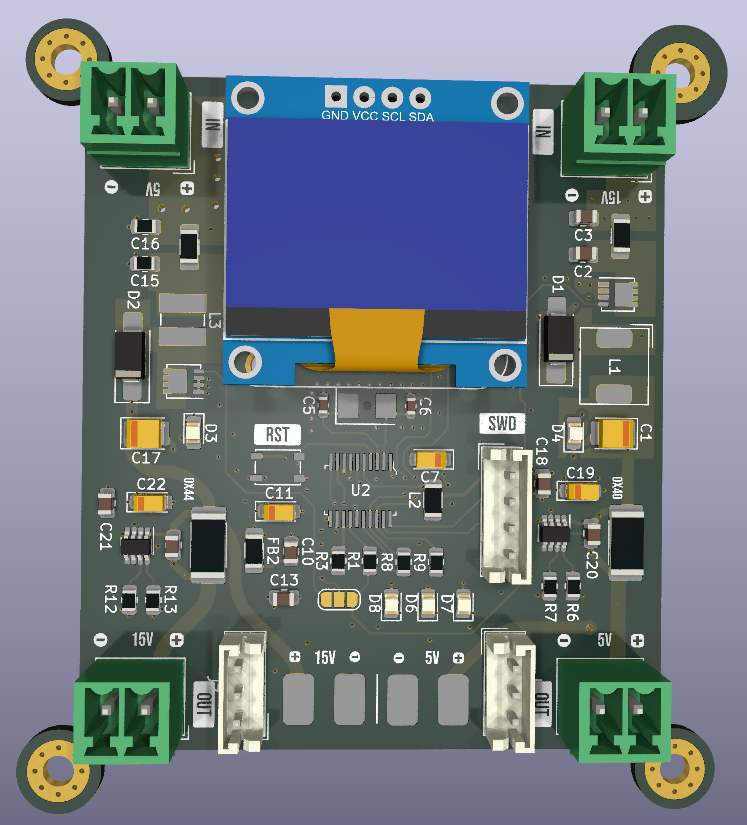 GND VCC SCL SDA
IN
IN
5V
15V
C16
C3
C15
C2
D2
D1
L3
L1
C5
C6
RST
SWD
D3
D4
C1
C17
C7
C18
U2
C22
0X44
C11
C19
0X40
C21
FB2
C10
R3
R1
R8
R9
C20
C13
R12
R13
D8
D6
D7
R7
R6
15V
15V
5V
5V
OUT
OUT